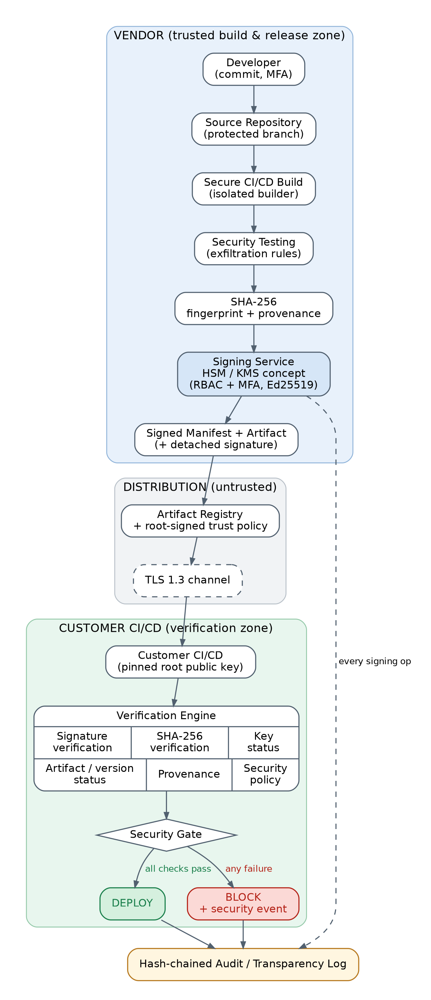 VENDOR (trusted build & release zone)
Developer
(commit, MFA)
Source Repository
(protected branch)
Secure CI/CD Build
(isolated builder)
Security Testing
(exfiltration rules)
SHA-256
fingerprint + provenance
Signing Service
HSM / KMS concept
(RBAC + MFA, Ed25519)
Signed Manifest + Artifact
(+ detached signature)
DISTRIBUTION (untrusted)
Artifact Registry
+ root-signed trust policy
TLS 1.3 channel
CUSTOMER CI/CD (verification zone)
Customer CI/CD
(pinned root public key)
every signing op
Verification Engine
Signature
verification
SHA-256
verification
Key
status
Artifact / version
status
Provenance
Security
policy
Security Gate
all checks pass
any failure
DEPLOY
BLOCK
+ security event
Hash-chained Audit / Transparency Log